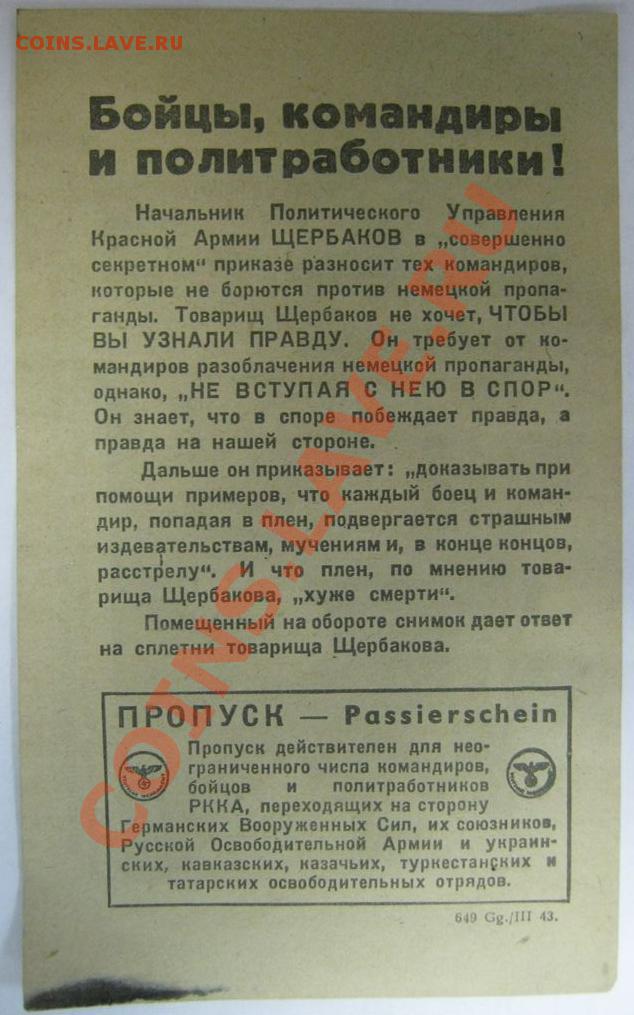 COINS.LAVE.RU
Бойцы, командиры
и политработники!
Начальник Политического Управления
Красной Армии ЩЕРБАКОВ в „совершенно
секретном“ приказе разносит тех командиров,
которые не борются против немецкой пропа-
ганды. Товарищ Щербаков не хочет, ЧТОБЫ
ВЫ УЗНАЛИ ПРАВДУ. Он требует от ко-
мандиров разоблачения немецкой пропаганды,
однако, „НЕ ВСТУПАЯ С НЕЮ В СПОР“.
Он знает, что в споре побеждает правда, а
правда на нашей стороне.
Дальше он приказывает: „доказывать при
помощи примеров, что каждый боец и коман-
дир, попадая в плен, подвергается страшным
издевательствам, мучениям и, в конце концов,
расстрелу“. И что плен, по мнению това-
рища Щербакова, „хуже смерти“.
Помещенный на обороте снимок дает ответ
на сплетни товарища Щербакова.
ПРОПУСК — Passierschein
Пропуск действителен для нео-
граниченного числа командиров,
бойцов и политработников
РККА, переходящих на сторону
Германских Вооруженных Сил, их союзников,
Русской Освободительной Армии и украин-
ских, кавказских, казачьих, туркестанских и
татарских освободительных отрядов.
649 Gg./III 43.
COINS.LAVE.RU